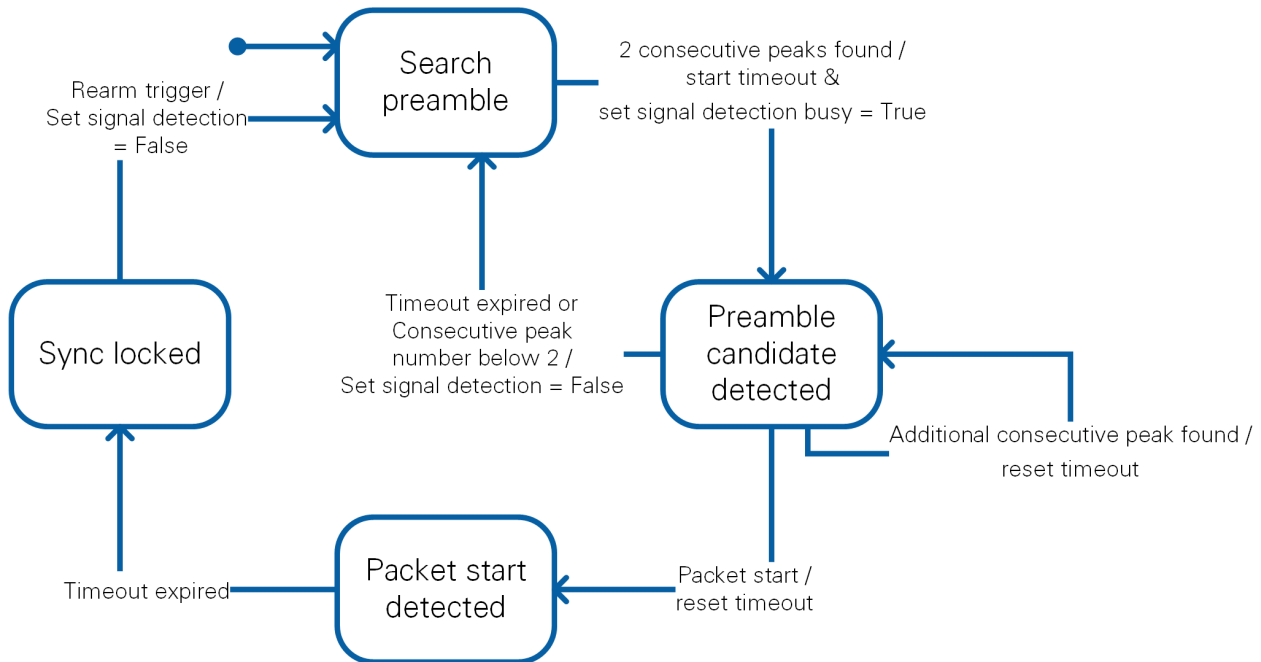 Search
preamble
2 consecutive peaks found /
start timeout &
set signal detection busy = True
Rearm trigger /
Set signal detection
= False
Timeout expired or
Consecutive peak
number below 2 /
Set signal detection = False
Preamble
candidate
detected
Sync locked
Additional consecutive peak found /
reset timeout
Packet start /
reset timeout
Packet start
detected
Timeout expired